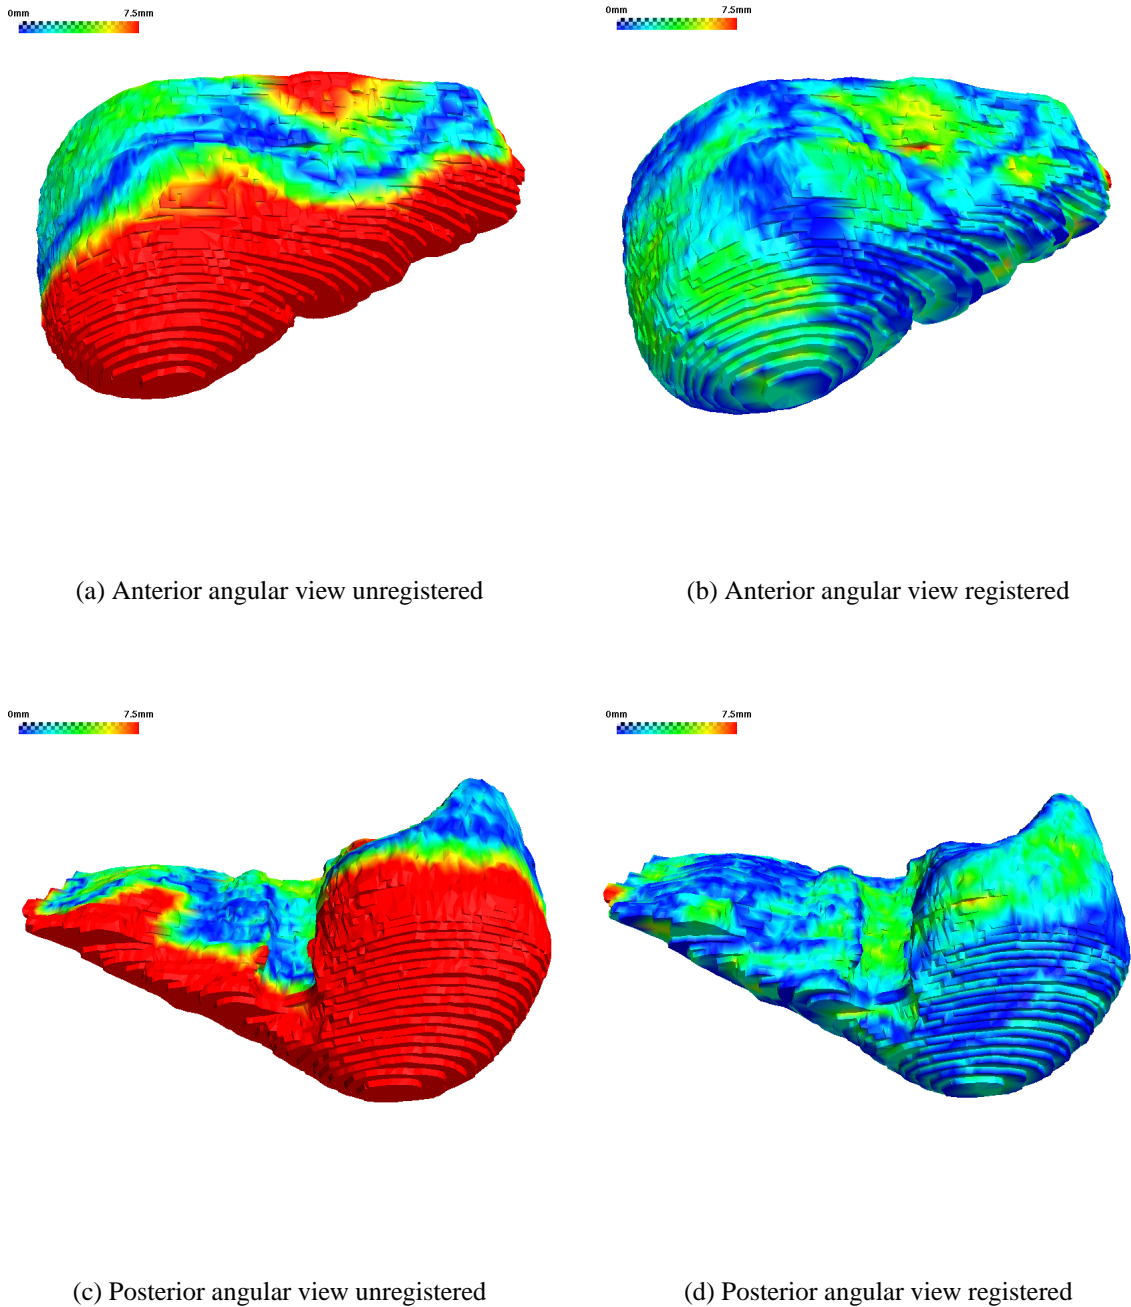 0mm 7.5mm
0mm 7.5mm
(a) Anterior angular view unregistered
(b) Anterior angular view registered
0mm 7.5mm
0mm 7.5mm
(c) Posterior angular view unregistered
(d) Posterior angular view registered